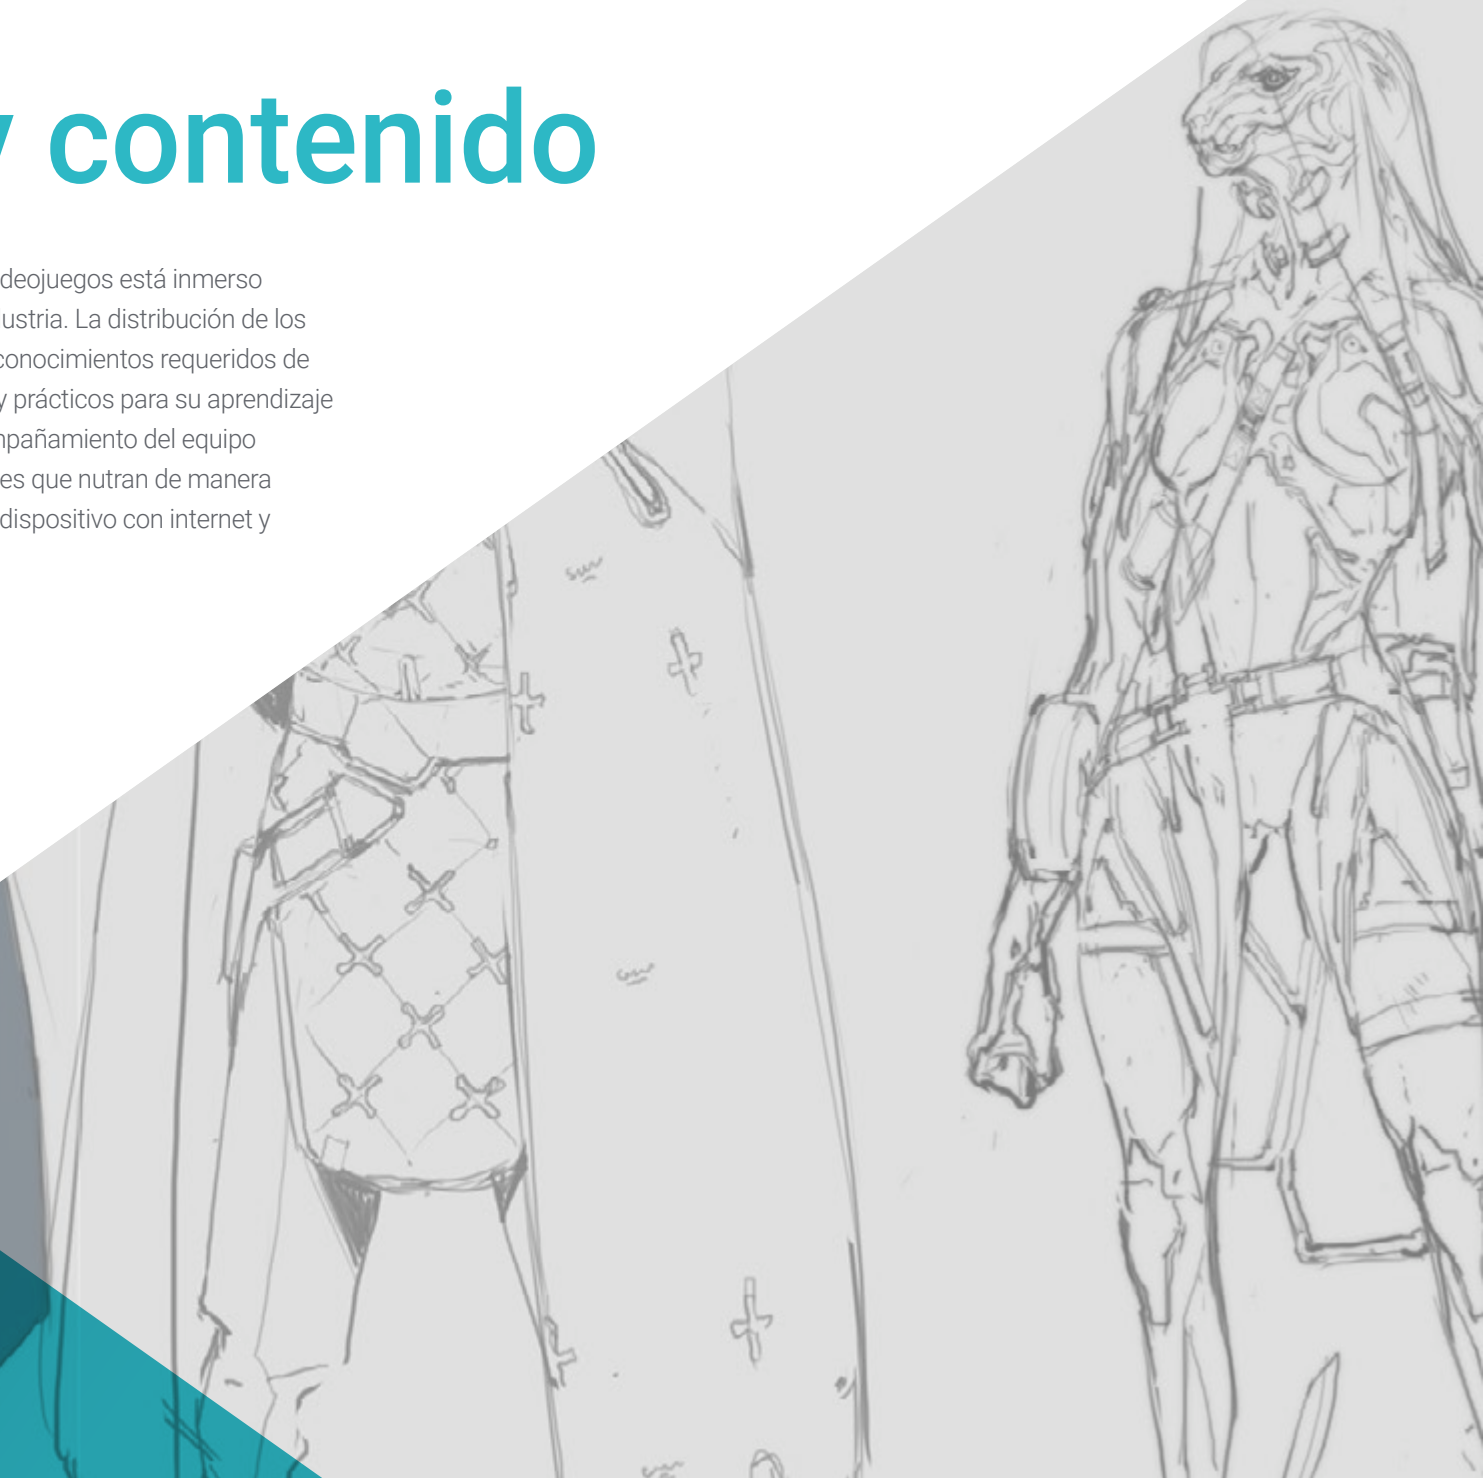 y contenido
deojuegos está inmerso
ustria. La distribución de los
conocimientos requeridos de
y prácticos para su aprendizaje
mpañamiento del equipo
es que nutran de manera
dispositivo con internet y